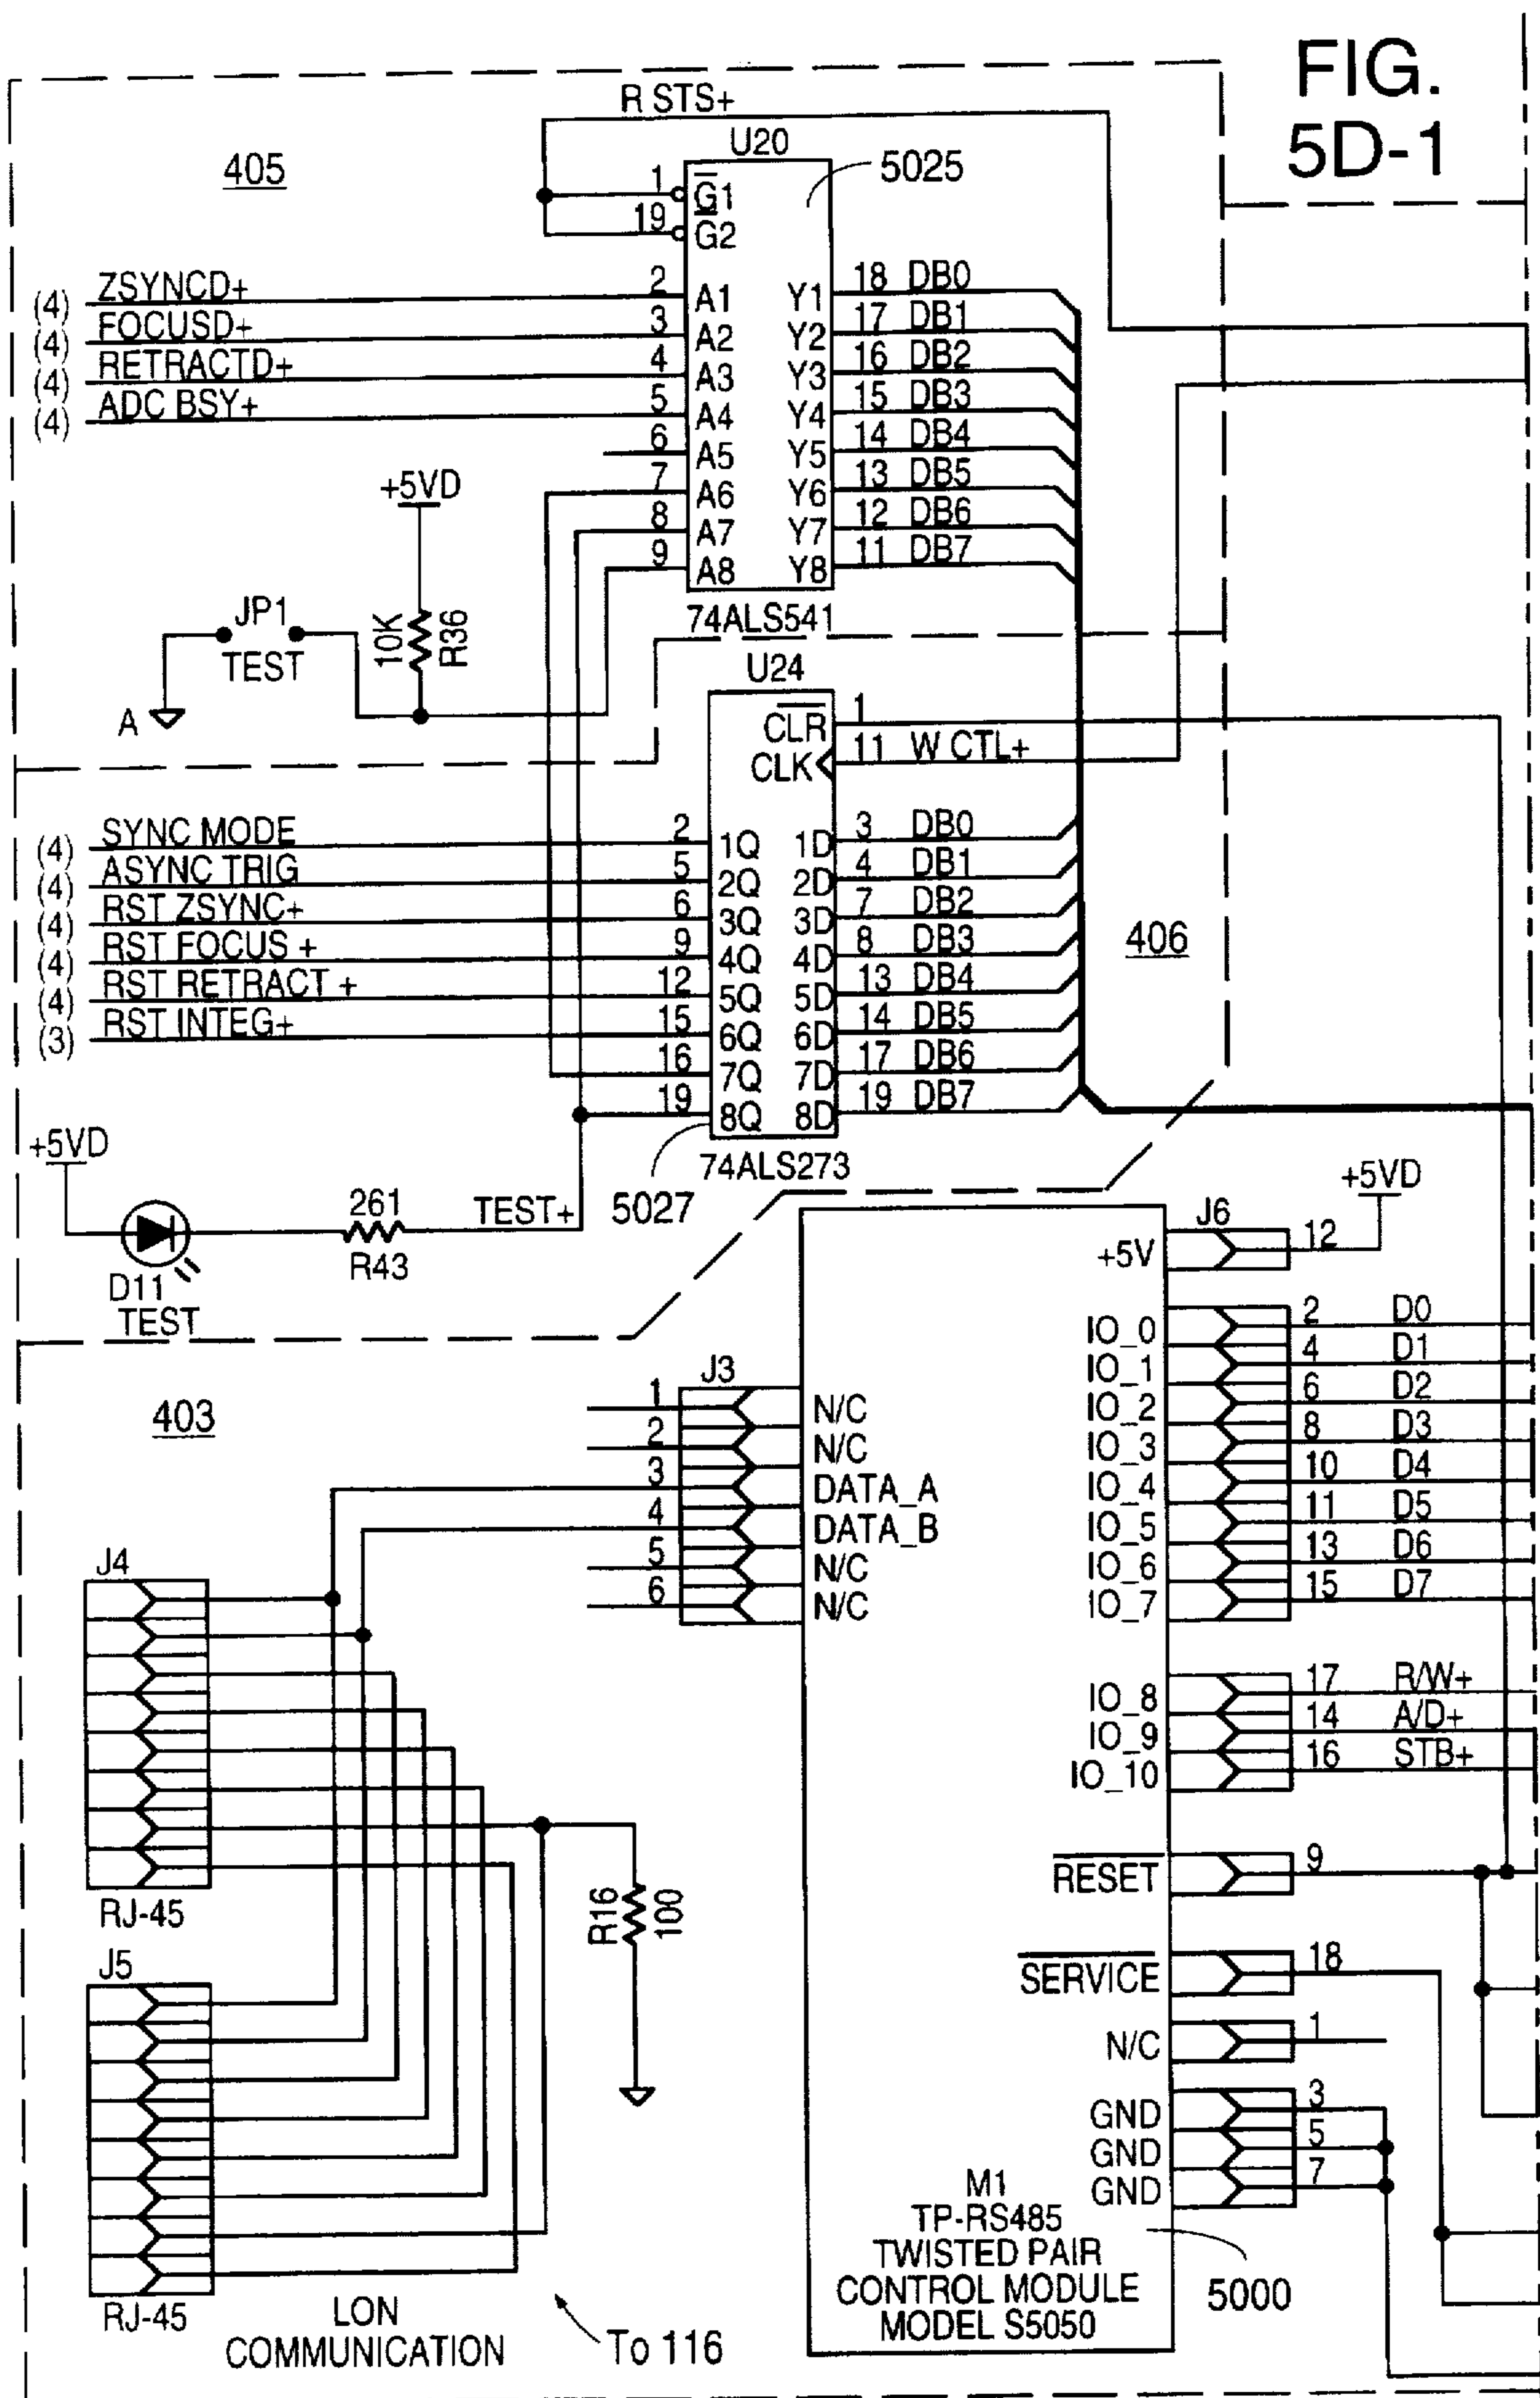 FIG.
5D-1
R STS+
U20
405
5025
1 G1
19 G2
(4) ZSYNCD+ 2 A1 Y1 18 DB0
(4) FOCUSD+ 3 A2 Y2 17 DB1
(4) RETRACTD+ 4 A3 Y3 16 DB2
(4) ADC BSY+ 5 A4 Y4 15 DB3
6 A5 Y5 14 DB4
7 A6 Y6 13 DB5
8 A7 Y7 12 DB6
9 A8 Y8 11 DB7
+5VD
74ALS541
JP1
TEST
10K
R36
A
U24
CLR 1
CLK 11 W CTL+
(4) SYNC MODE 2 1Q 1D 3 DB0
(4) ASYNC TRIG 5 2Q 2D 4 DB1
(4) RST ZSYNC+ 6 3Q 3D 7 DB2
(4) RST FOCUS + 9 4Q 4D 8 DB3
(4) RST RETRACT + 12 5Q 5D 13 DB4
(3) RST INTEG+ 15 6Q 6D 14 DB5
16 7Q 7D 17 DB6
19 8Q 8D 19 DB7
406
74ALS273
5027
+5VD
D11
TEST
261
R43
TEST+
403
J6
+5VD
+5V 12
IO_0 2 D0
IO_1 4 D1
IO_2 6 D2
IO_3 8 D3
IO_4 10 D4
IO_5 11 D5
IO_6 13 D6
IO_7 15 D7
J3
1 N/C
2 N/C
3 DATA_A
4 DATA_B
5 N/C
6 N/C
IO_8 17 R/W+
IO_9 14 A/D+
IO_10 16 STB+
RESET 9
SERVICE 18
N/C 1
GND 3
GND 5
GND 7
J4
RJ-45
J5
RJ-45
R16
100
LON
COMMUNICATION
To 116
M1
TP-RS485
TWISTED PAIR
CONTROL MODULE
MODEL S5050
5000